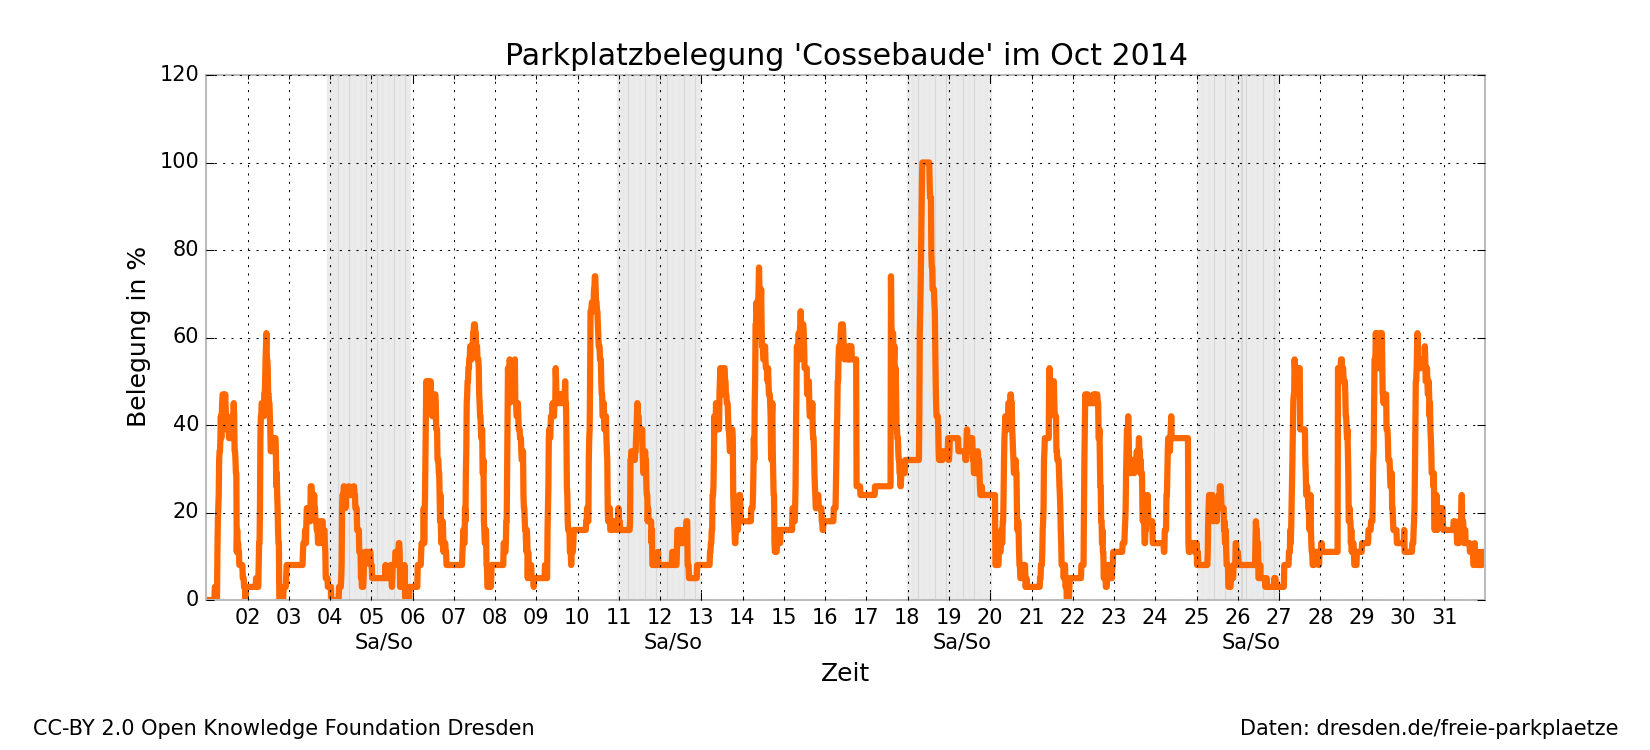 Parkplatzbelegung 'Cossebaude' im Oct 2014
Belegung in %
120
100
80
60
40
20
0
02 03 04 05 06 07 08 09 10 11 12 13 14 15 16 17 18 19 20 21 22 23 24 25 26 27 28 29 30 31
Sa/So Sa/So Sa/So Sa/So
Zeit
CC-BY 2.0 Open Knowledge Foundation Dresden
Daten: dresden.de/freie-parkplaetze